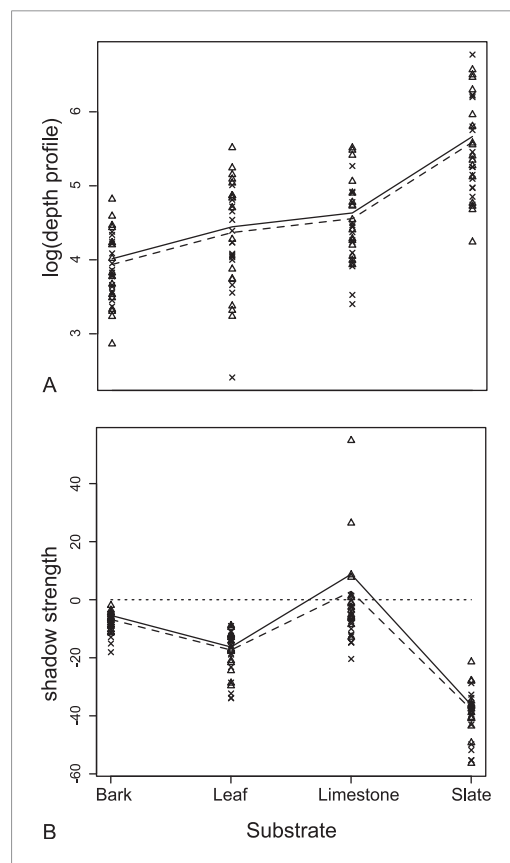 6
5
4
3
log(depth profile)
A
40
20
0
-20
-40
-60
shadow strength
Bark Leaf Limestone Slate
B
Substrate